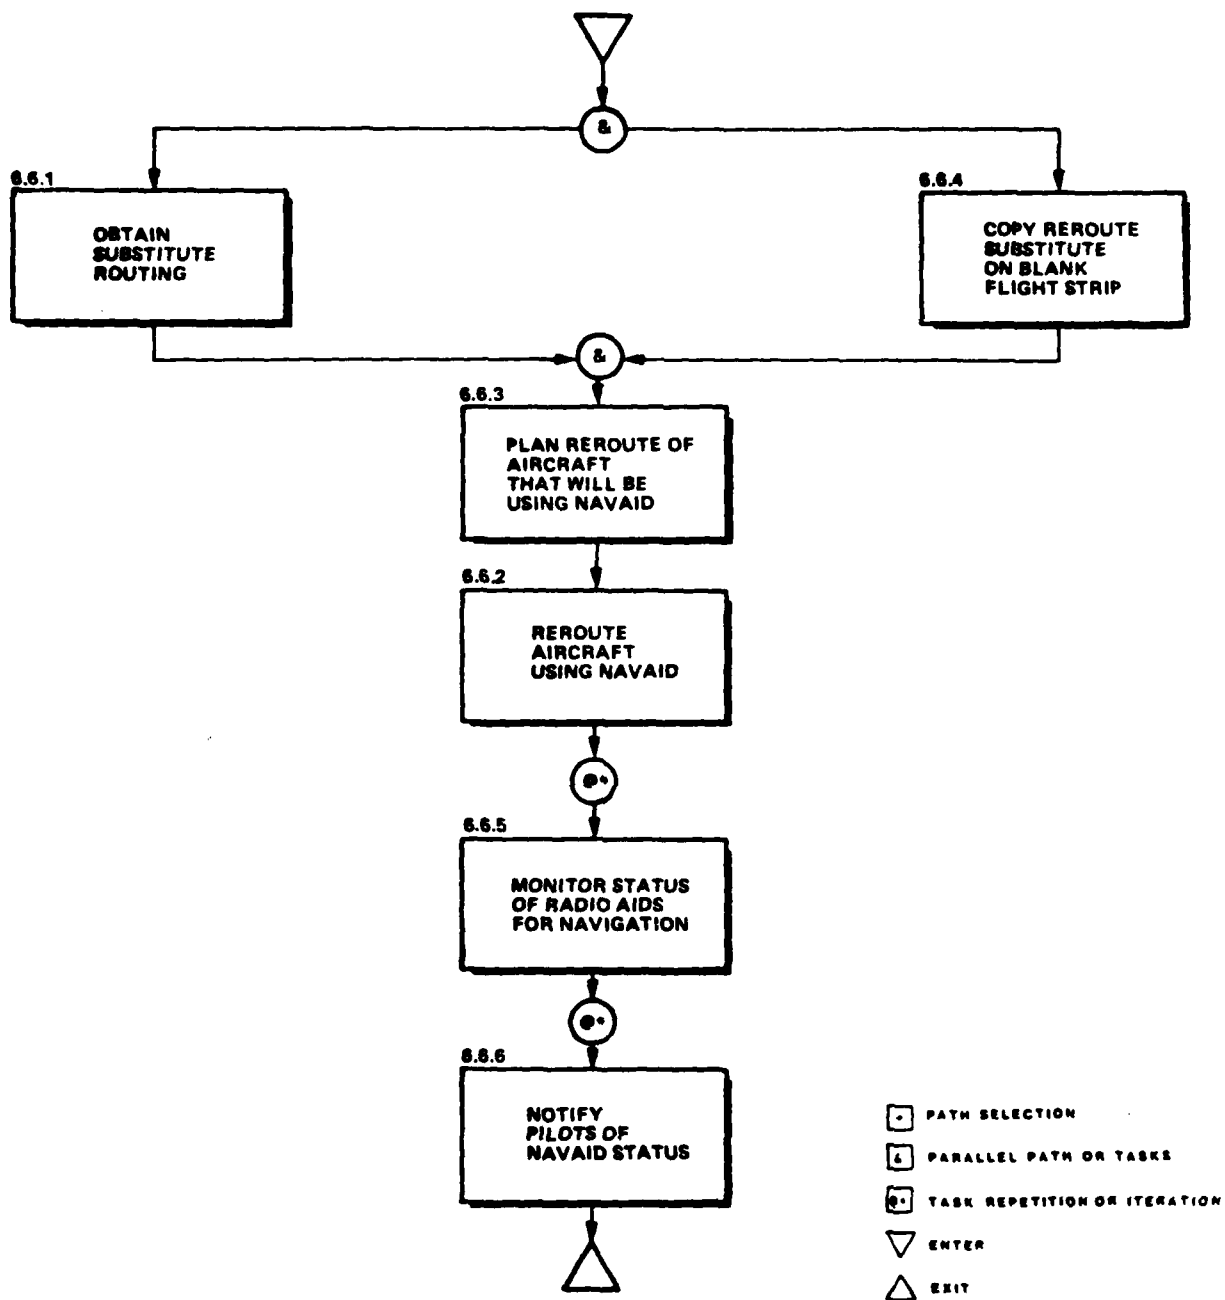 &
6.6.1
OBTAIN
SUBSTITUTE
ROUTING
6.6.4
COPY REROUTE
SUBSTITUTE
ON BLANK
FLIGHT STRIP
&
6.6.3
PLAN REROUTE OF
AIRCRAFT
THAT WILL BE
USING NAVAID
6.6.2
REROUTE
AIRCRAFT
USING NAVAID
@*
6.6.5
MONITOR STATUS
OF RADIO AIDS
FOR NAVIGATION
@*
6.6.6
NOTIFY
PILOTS OF
NAVAID STATUS
* PATH SELECTION
& PARALLEL PATH OR TASKS
@* TASK REPETITION OR ITERATION
ENTER
EXIT